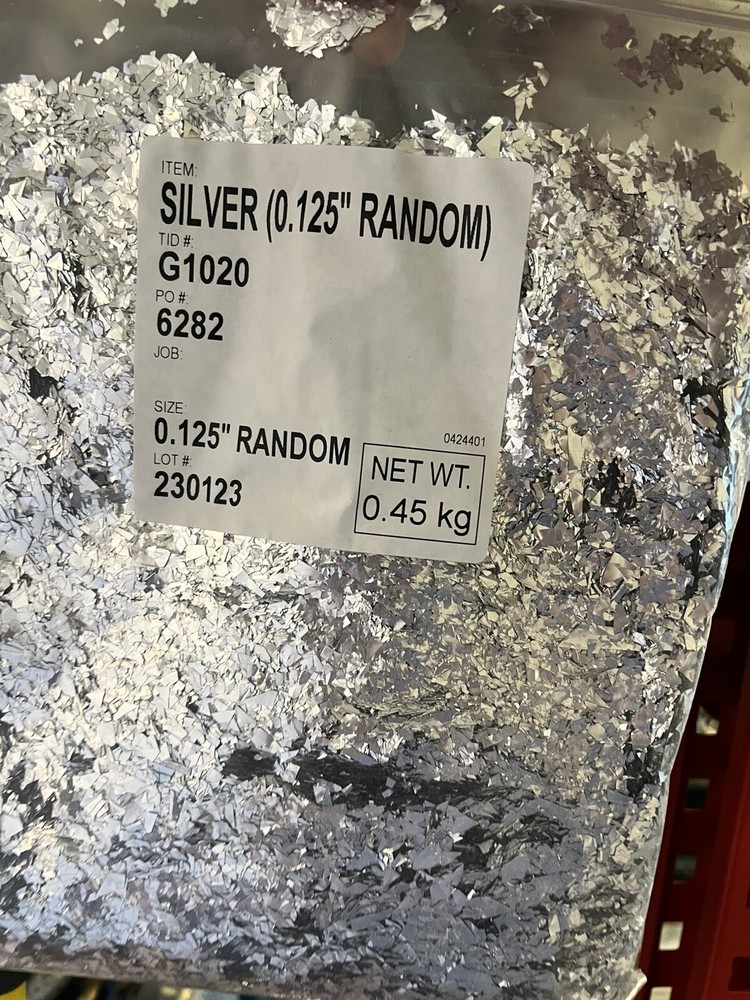 ITEM:
SILVER (0.125" RANDOM)
TID #:
G1020
PO #:
6282
JOB:
SIZE:
0.125" RANDOM
0424401
LOT #:
230123
NET WT.
0.45 kg